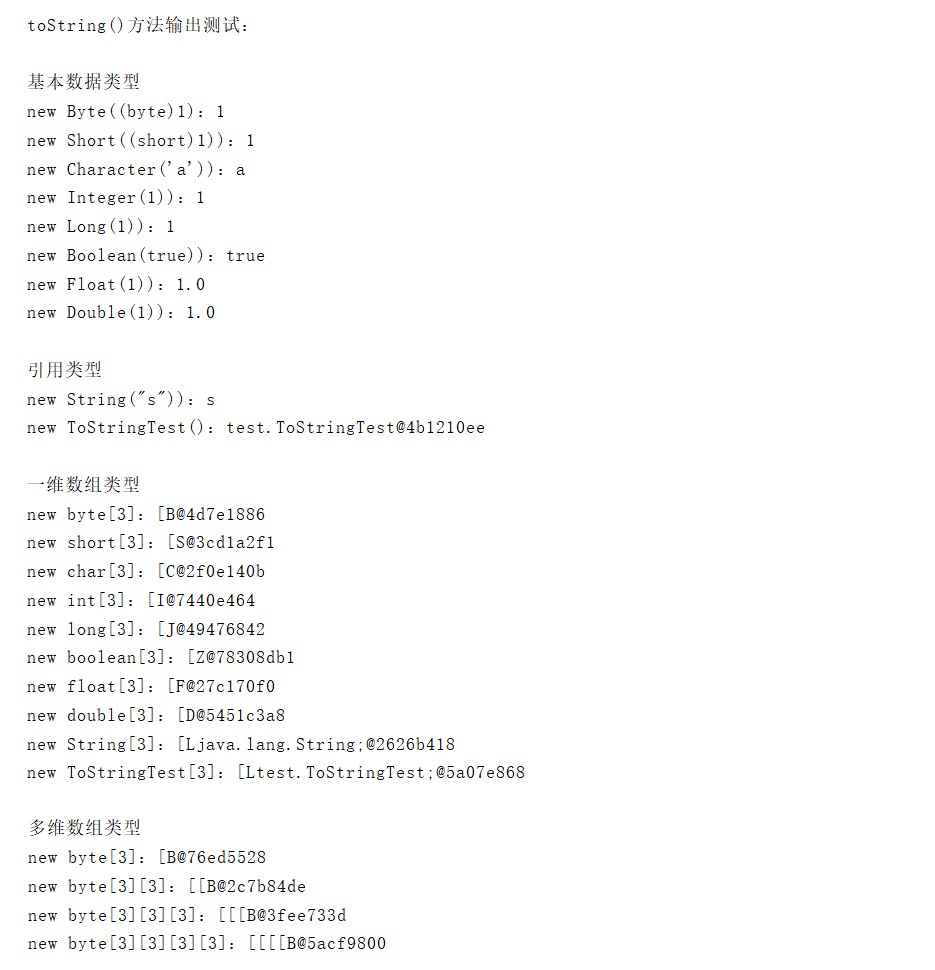 toString()方法输出测试:
基本数据类型
new Byte((byte)1): 1
new Short((short)1)): 1
new Character('a')): a
new Integer(1)): 1
new Long(1)): 1
new Boolean(true)): true
new Float(1)): 1.0
new Double(1)): 1.0
引用类型
new String("s")): s
new ToStringTest(): test.ToStringTest@4b1210ee
一维数组类型
new byte[3]: [B@4d7e1886
new short[3]: [S@3cd1a2f1
new char[3]: [C@2f0e140b
new int[3]: [I@7440e464
new long[3]: [J@49476842
new boolean[3]: [Z@78308db1
new float[3]: [F@27c170f0
new double[3]: [D@5451c3a8
new String[3]: [Ljava.lang.String;@2626b418
new ToStringTest[3]: [Ltest.ToStringTest;@5a07e868
多维数组类型
new byte[3]: [B@76ed5528
new byte[3][3]: [[B@2c7b84de
new byte[3][3][3]: [[[B@3fee733d
new byte[3][3][3][3]: [[[[B@5acf9800